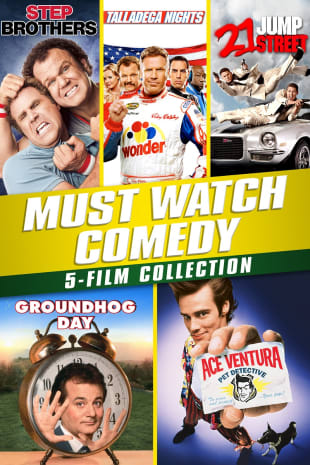 STEP
BROTHERS
TALLADEGA NIGHTS
21 JUMP
STREET
wonder
MUST WATCH
COMEDY
5-FILM COLLECTION
GROUNDHOG
DAY
ACE VENTURA
PET DETECTIVE